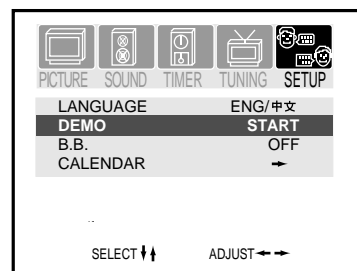 PICTURE SOUND TIMER TUNING SETUP
LANGUAGE ENG/中文
DEMO START
B.B. OFF
CALENDAR →
SELECT ↓↑ ADJUST ← →